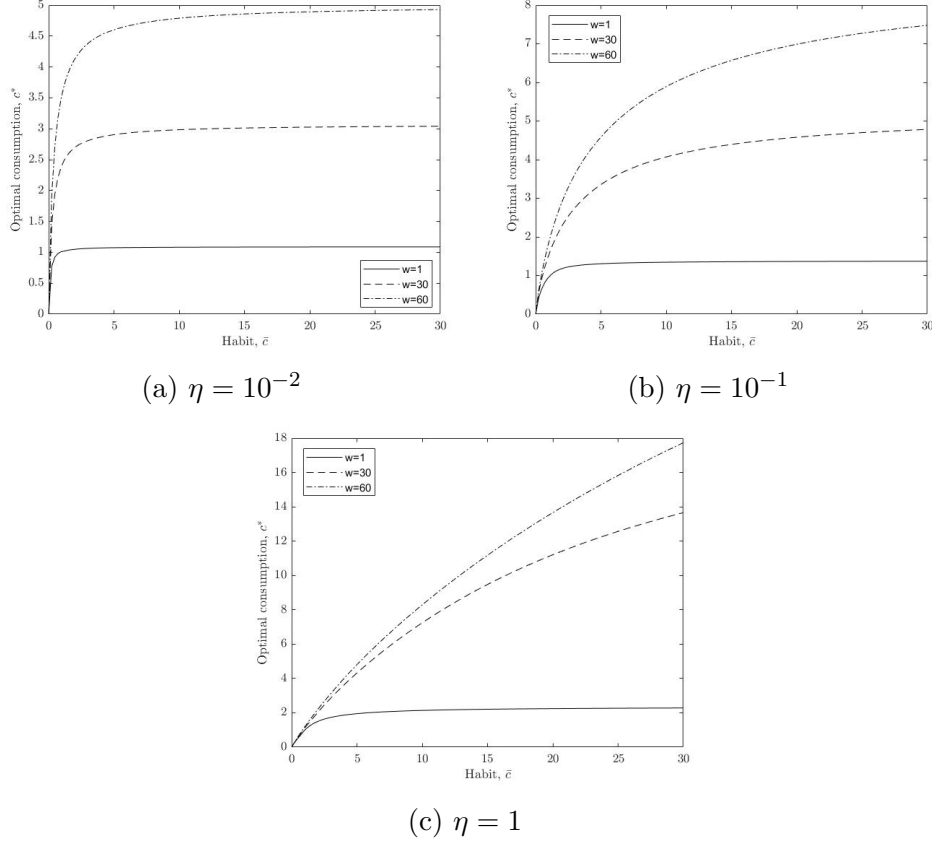 5
4.5
4
3.5
3
2.5
2
1.5
1
0.5
0
Optimal consumption, c*
w=1
w=30
w=60
0 5 10 15 20 25 30
Habit, c̄
(a) η = 10⁻²
8
7
6
5
4
3
2
1
0
Optimal consumption, c*
w=1
w=30
w=60
0 5 10 15 20 25 30
Habit, c̄
(b) η = 10⁻¹
18
16
14
12
10
8
6
4
2
0
Optimal consumption, c*
w=1
w=30
w=60
0 5 10 15 20 25 30
Habit, c̄
(c) η = 1